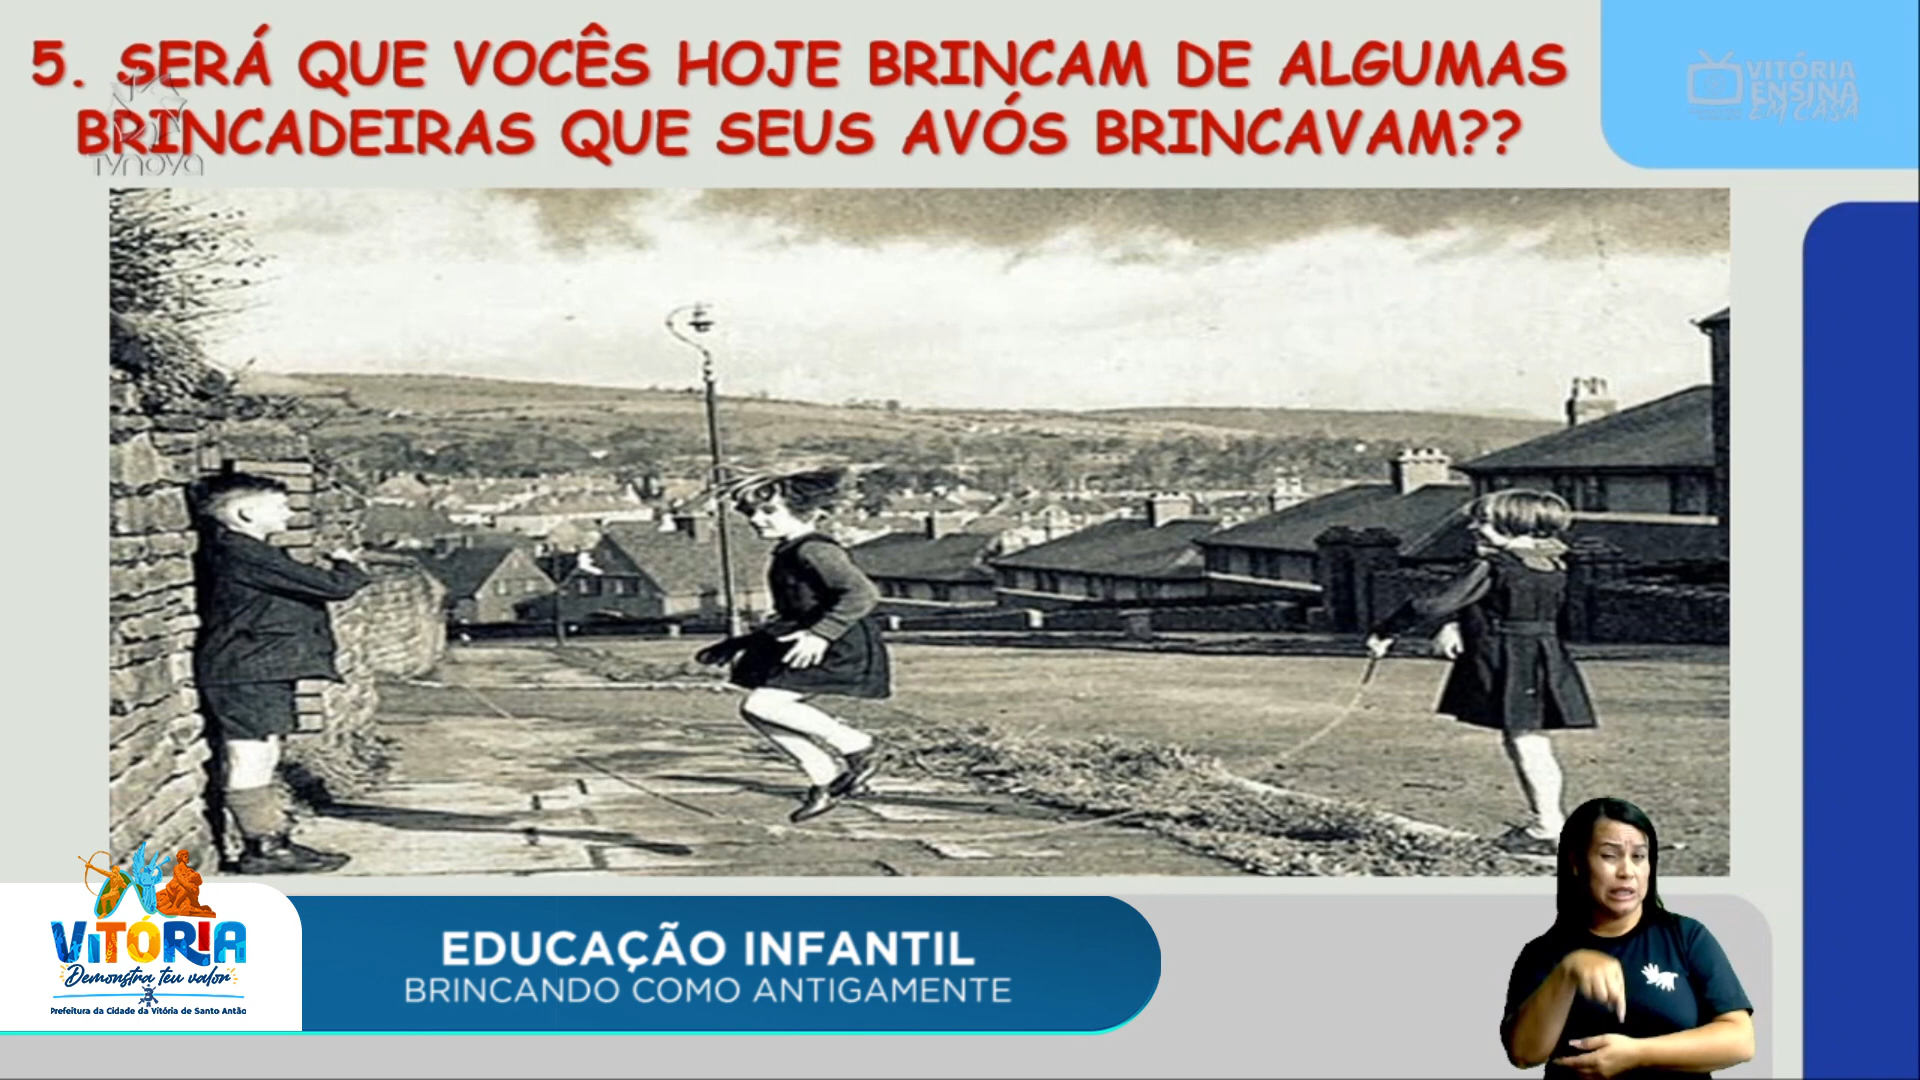 5. SERÁ QUE VOCÊS HOJE BRINCAM DE ALGUMAS
BRINCADEIRAS QUE SEUS AVÓS BRINCAVAM??
TVNova
VITÓRIA
ENSINA
EM CASA
VITÓRIA
Demonstra teu valor
Prefeitura da Cidade da Vitória de Santo Antão
EDUCAÇÃO INFANTIL
BRINCANDO COMO ANTIGAMENTE